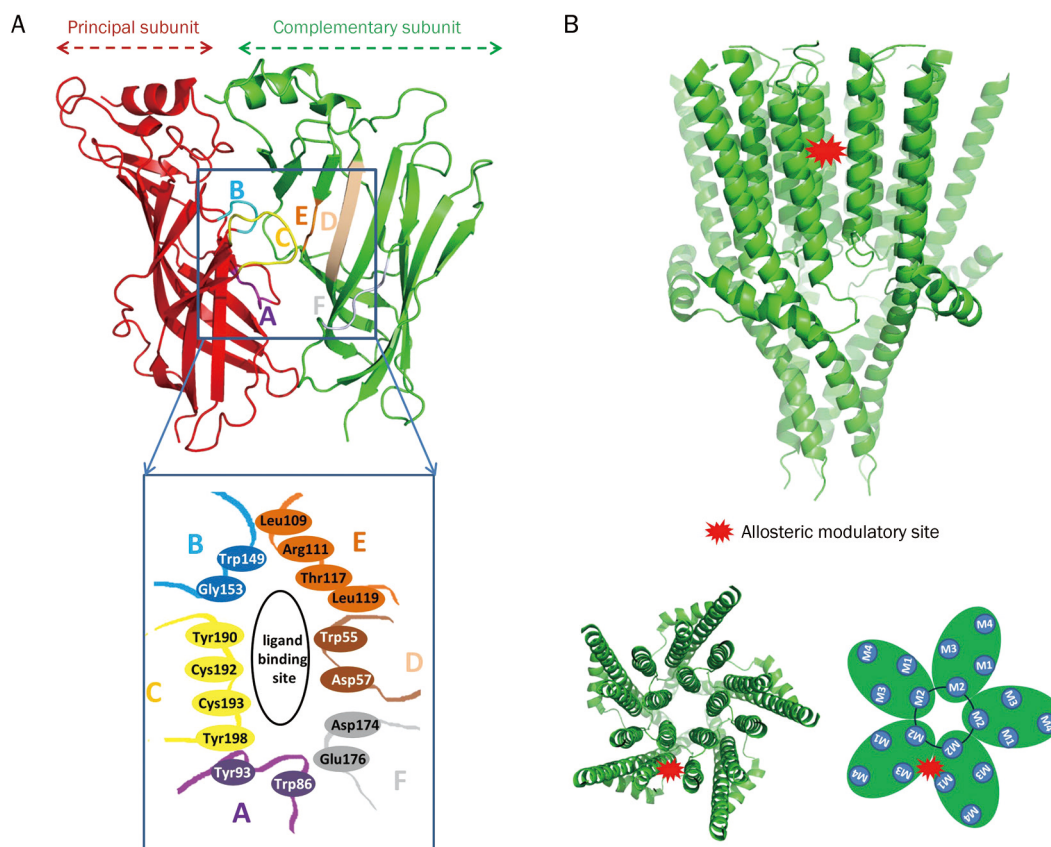 A
Principal subunit
Complementary subunit
B
E
D
C
A
F
Leu109
B
E
Trp149
Arg111
Gly153
Thr117
Leu119
Tyr190
ligand
binding
site
Trp55
Cys192
C
D
Asp57
Cys193
Tyr198
Asp174
Glu176
Tyr93
Trp86
A
F
B
Allosteric modulatory site
M4
M3
M1
M2
M4
M1
M3
M2
M3
M4
M1
M2
M1
M3
M4
M2
M2
M1
M3
M4